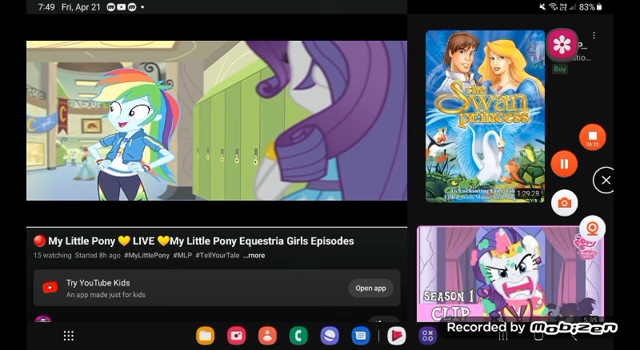 7:49 Fri, Apr 21
83%
the
Swan
princess
Buy
1:29:28
🔴My Little Pony 💛 LIVE 💛My Little Pony Equestria Girls Episodes
15 watching Started 8h ago #MyLittlePony #MLP #TellYourTale ...more
Try YouTube Kids
An app made just for kids
Open app
SEASON 1
CLIP
5:35
Recorded by mobizen